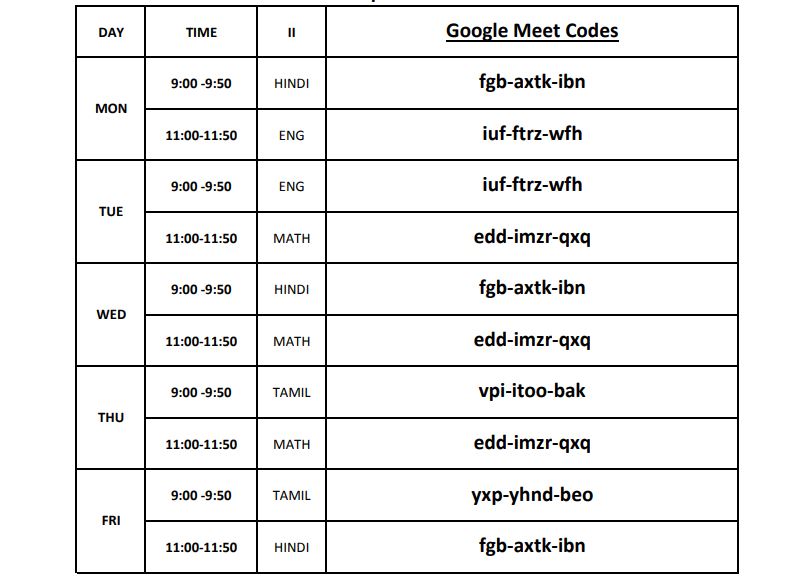 DAY TIME II Google Meet Codes
MON 9:00 -9:50 HINDI fgb-axtk-ibn
11:00-11:50 ENG iuf-ftrz-wfh
TUE 9:00 -9:50 ENG iuf-ftrz-wfh
11:00-11:50 MATH edd-imzr-qxq
WED 9:00 -9:50 HINDI fgb-axtk-ibn
11:00-11:50 MATH edd-imzr-qxq
THU 9:00 -9:50 TAMIL vpi-itoo-bak
11:00-11:50 MATH edd-imzr-qxq
FRI 9:00 -9:50 TAMIL yxp-yhnd-beo
11:00-11:50 HINDI fgb-axtk-ibn